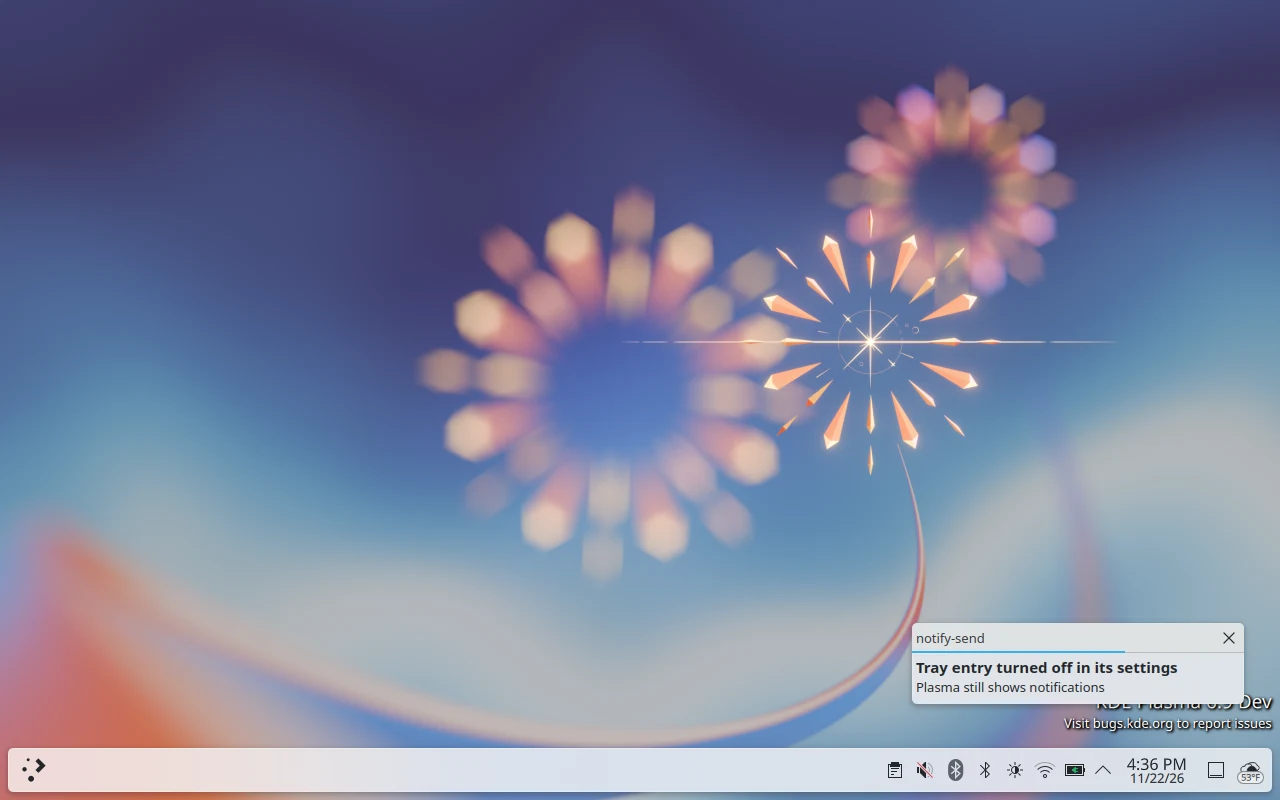 notify-send
Tray entry turned off in its settings
Plasma still shows notifications
KDE Plasma 6.5 Dev
Visit bugs.kde.org to report issues
4:36 PM
11/22/26
53°F